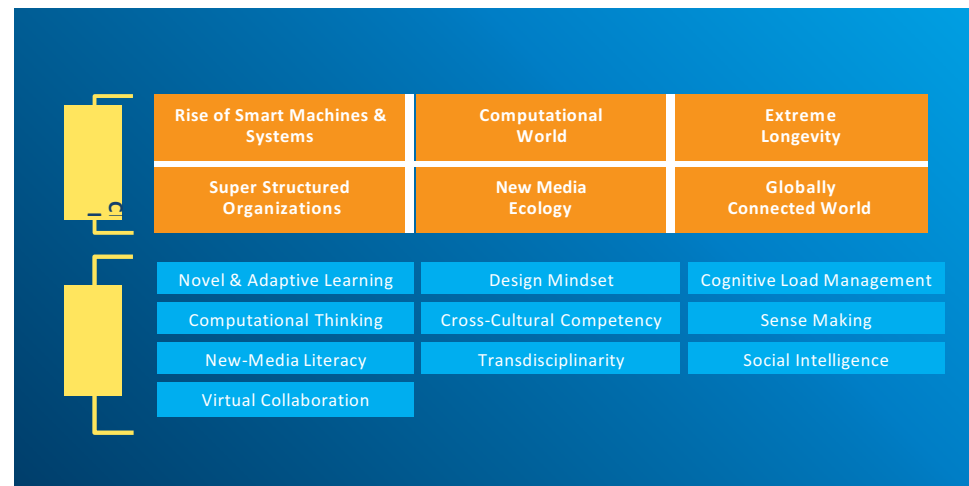 Rise of Smart Machines &
Systems
Computational
World
Extreme
Longevity
Super Structured
Organizations
New Media
Ecology
Globally
Connected World
Novel & Adaptive Learning
Design Mindset
Cognitive Load Management
Computational Thinking
Cross-Cultural Competency
Sense Making
New-Media Literacy
Transdisciplinarity
Social Intelligence
Virtual Collaboration